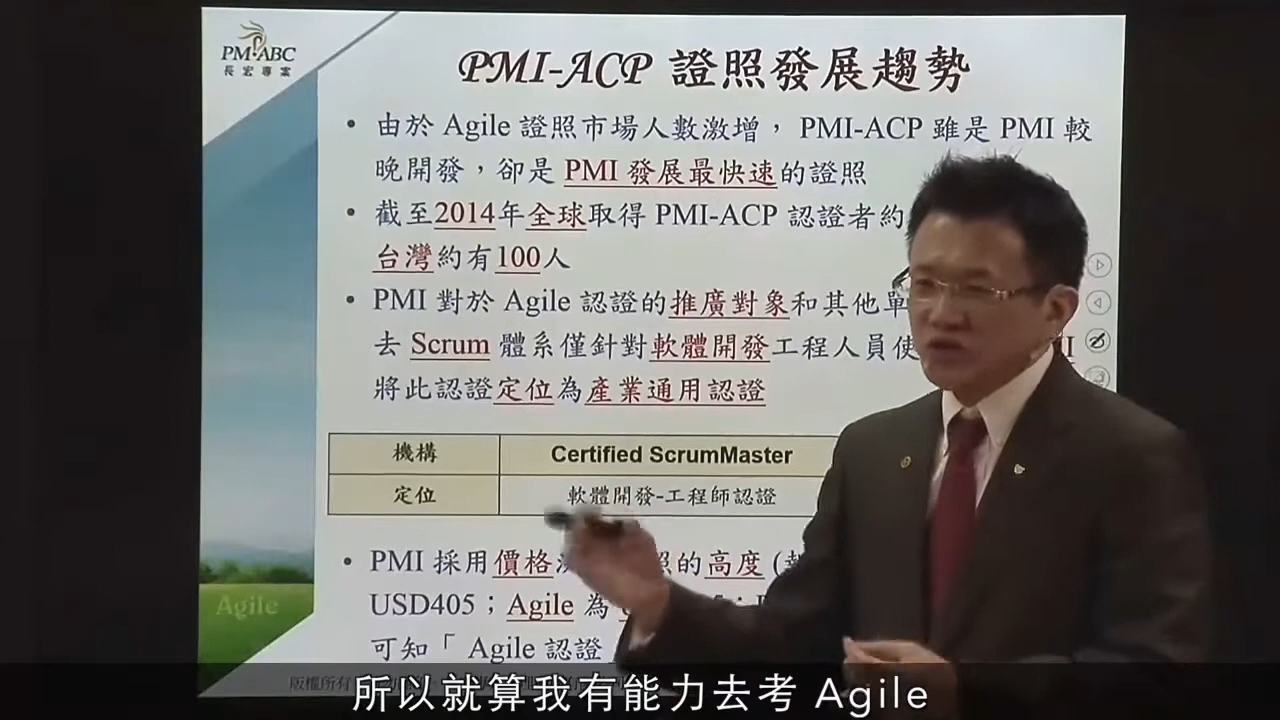 PMI-ACP 證照發展趨勢
PM ABC
長宏專案
• 由於 Agile 證照市場人數激增， PMI-ACP 雖是 PMI 較
晚開發，卻是 PMI 發展最快速的證照
• 截至2014年全球取得 PMI-ACP 認證者約
台灣約有100人
• PMI 對於 Agile 認證的推廣對象和其他單
去 Scrum 體系僅針對軟體開發工程人員使
將此認證定位為產業通用認證
機構 Certified ScrumMaster
定位 軟體開發-工程師認證
• PMI 採用價格 照的高度
USD405；Agile 為
可知「 Agile 認證
Agile
版權所有
所以就算我有能力去考 Agile